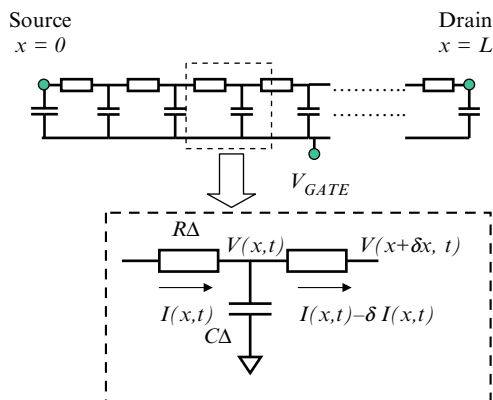 Source
Drain
x = 0
x = L
V_GATE
RΔ
V(x,t)
V(x+δx, t)
I(x,t)
I(x,t)–δ I(x,t)
CΔ